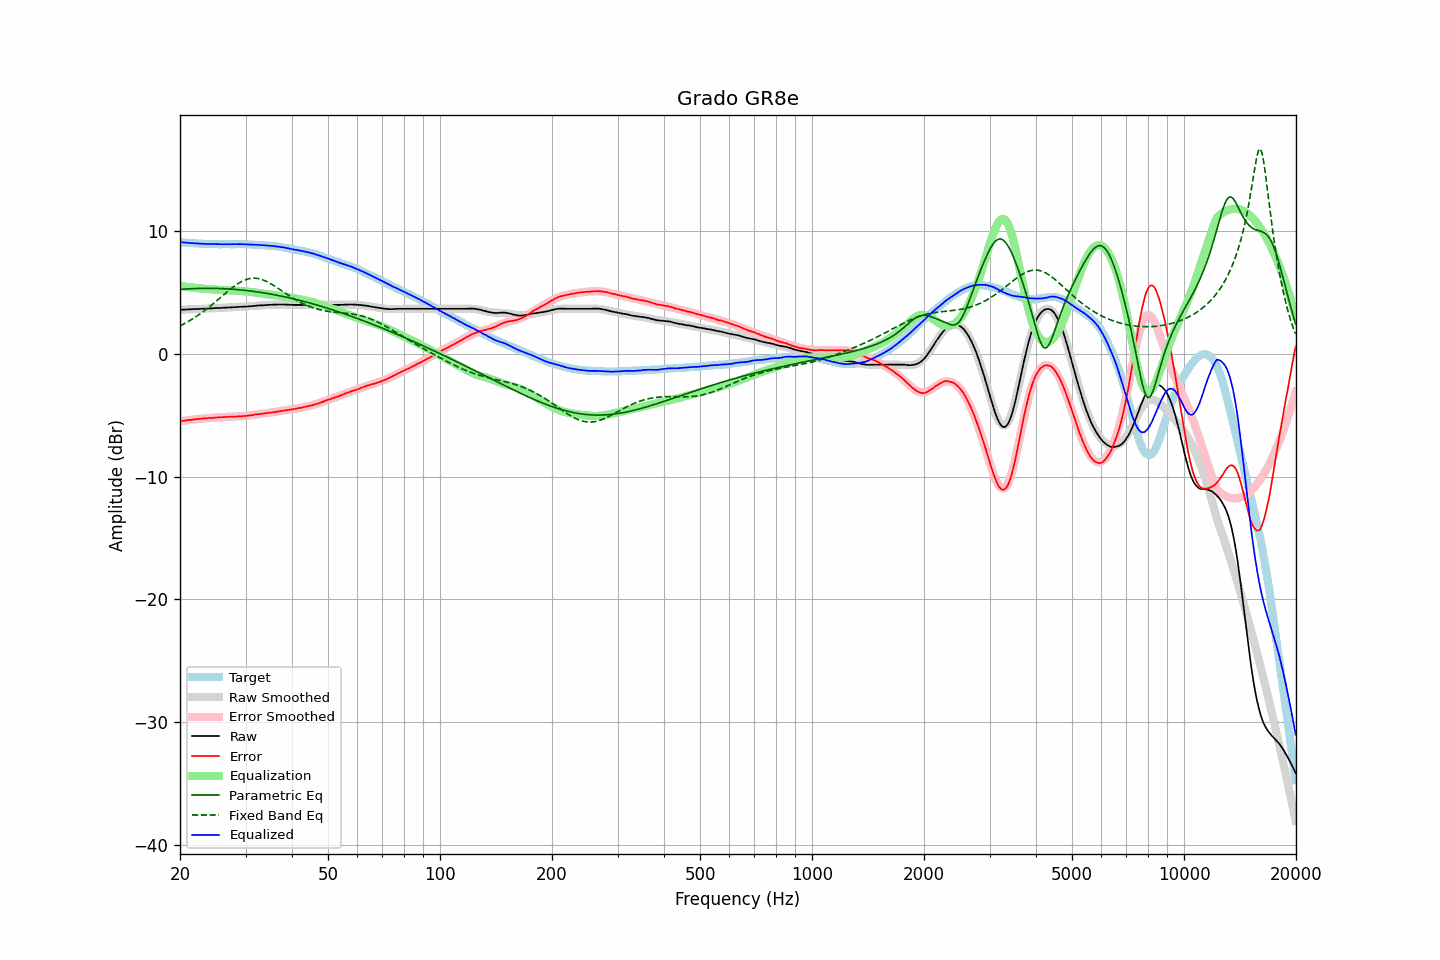 Grado GR8e
10
0
−10
−20
−30
−40
Amplitude (dBr)
Target
Raw Smoothed
Error Smoothed
Raw
Error
Equalization
Parametric Eq
Fixed Band Eq
Equalized
20
50
100
200
500
1000
2000
5000
10000
20000
Frequency (Hz)